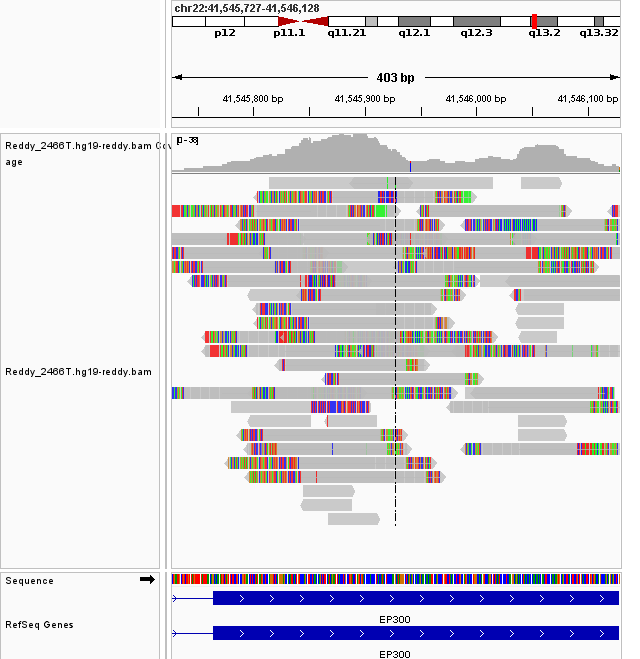 chr22:41,545,727-41,546,128
p12 p11.1 q11.21 q12.1 q12.3 q13.2 q13.32
403 bp
41,545,800 bp 41,545,900 bp 41,546,000 bp 41,546,100 bp
Reddy_2466T.hg19-reddy.bam Cov
age
[0-38]
Reddy_2466T.hg19-reddy.bam
Sequence
EP300
RefSeq Genes
EP300